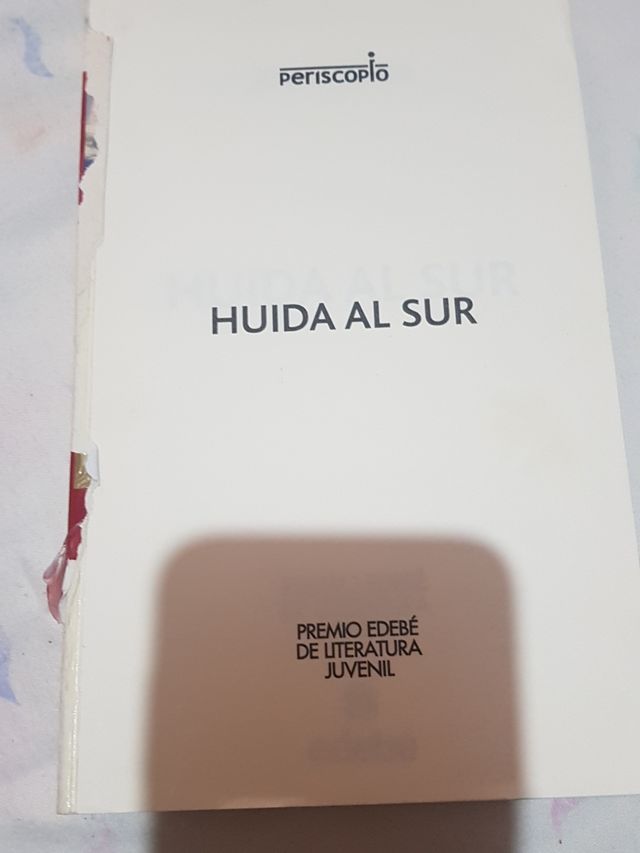 PERISCOPIO
HUIDA AL SUR
PREMIO EDEBÉ
DE LITERATURA
JUVENIL